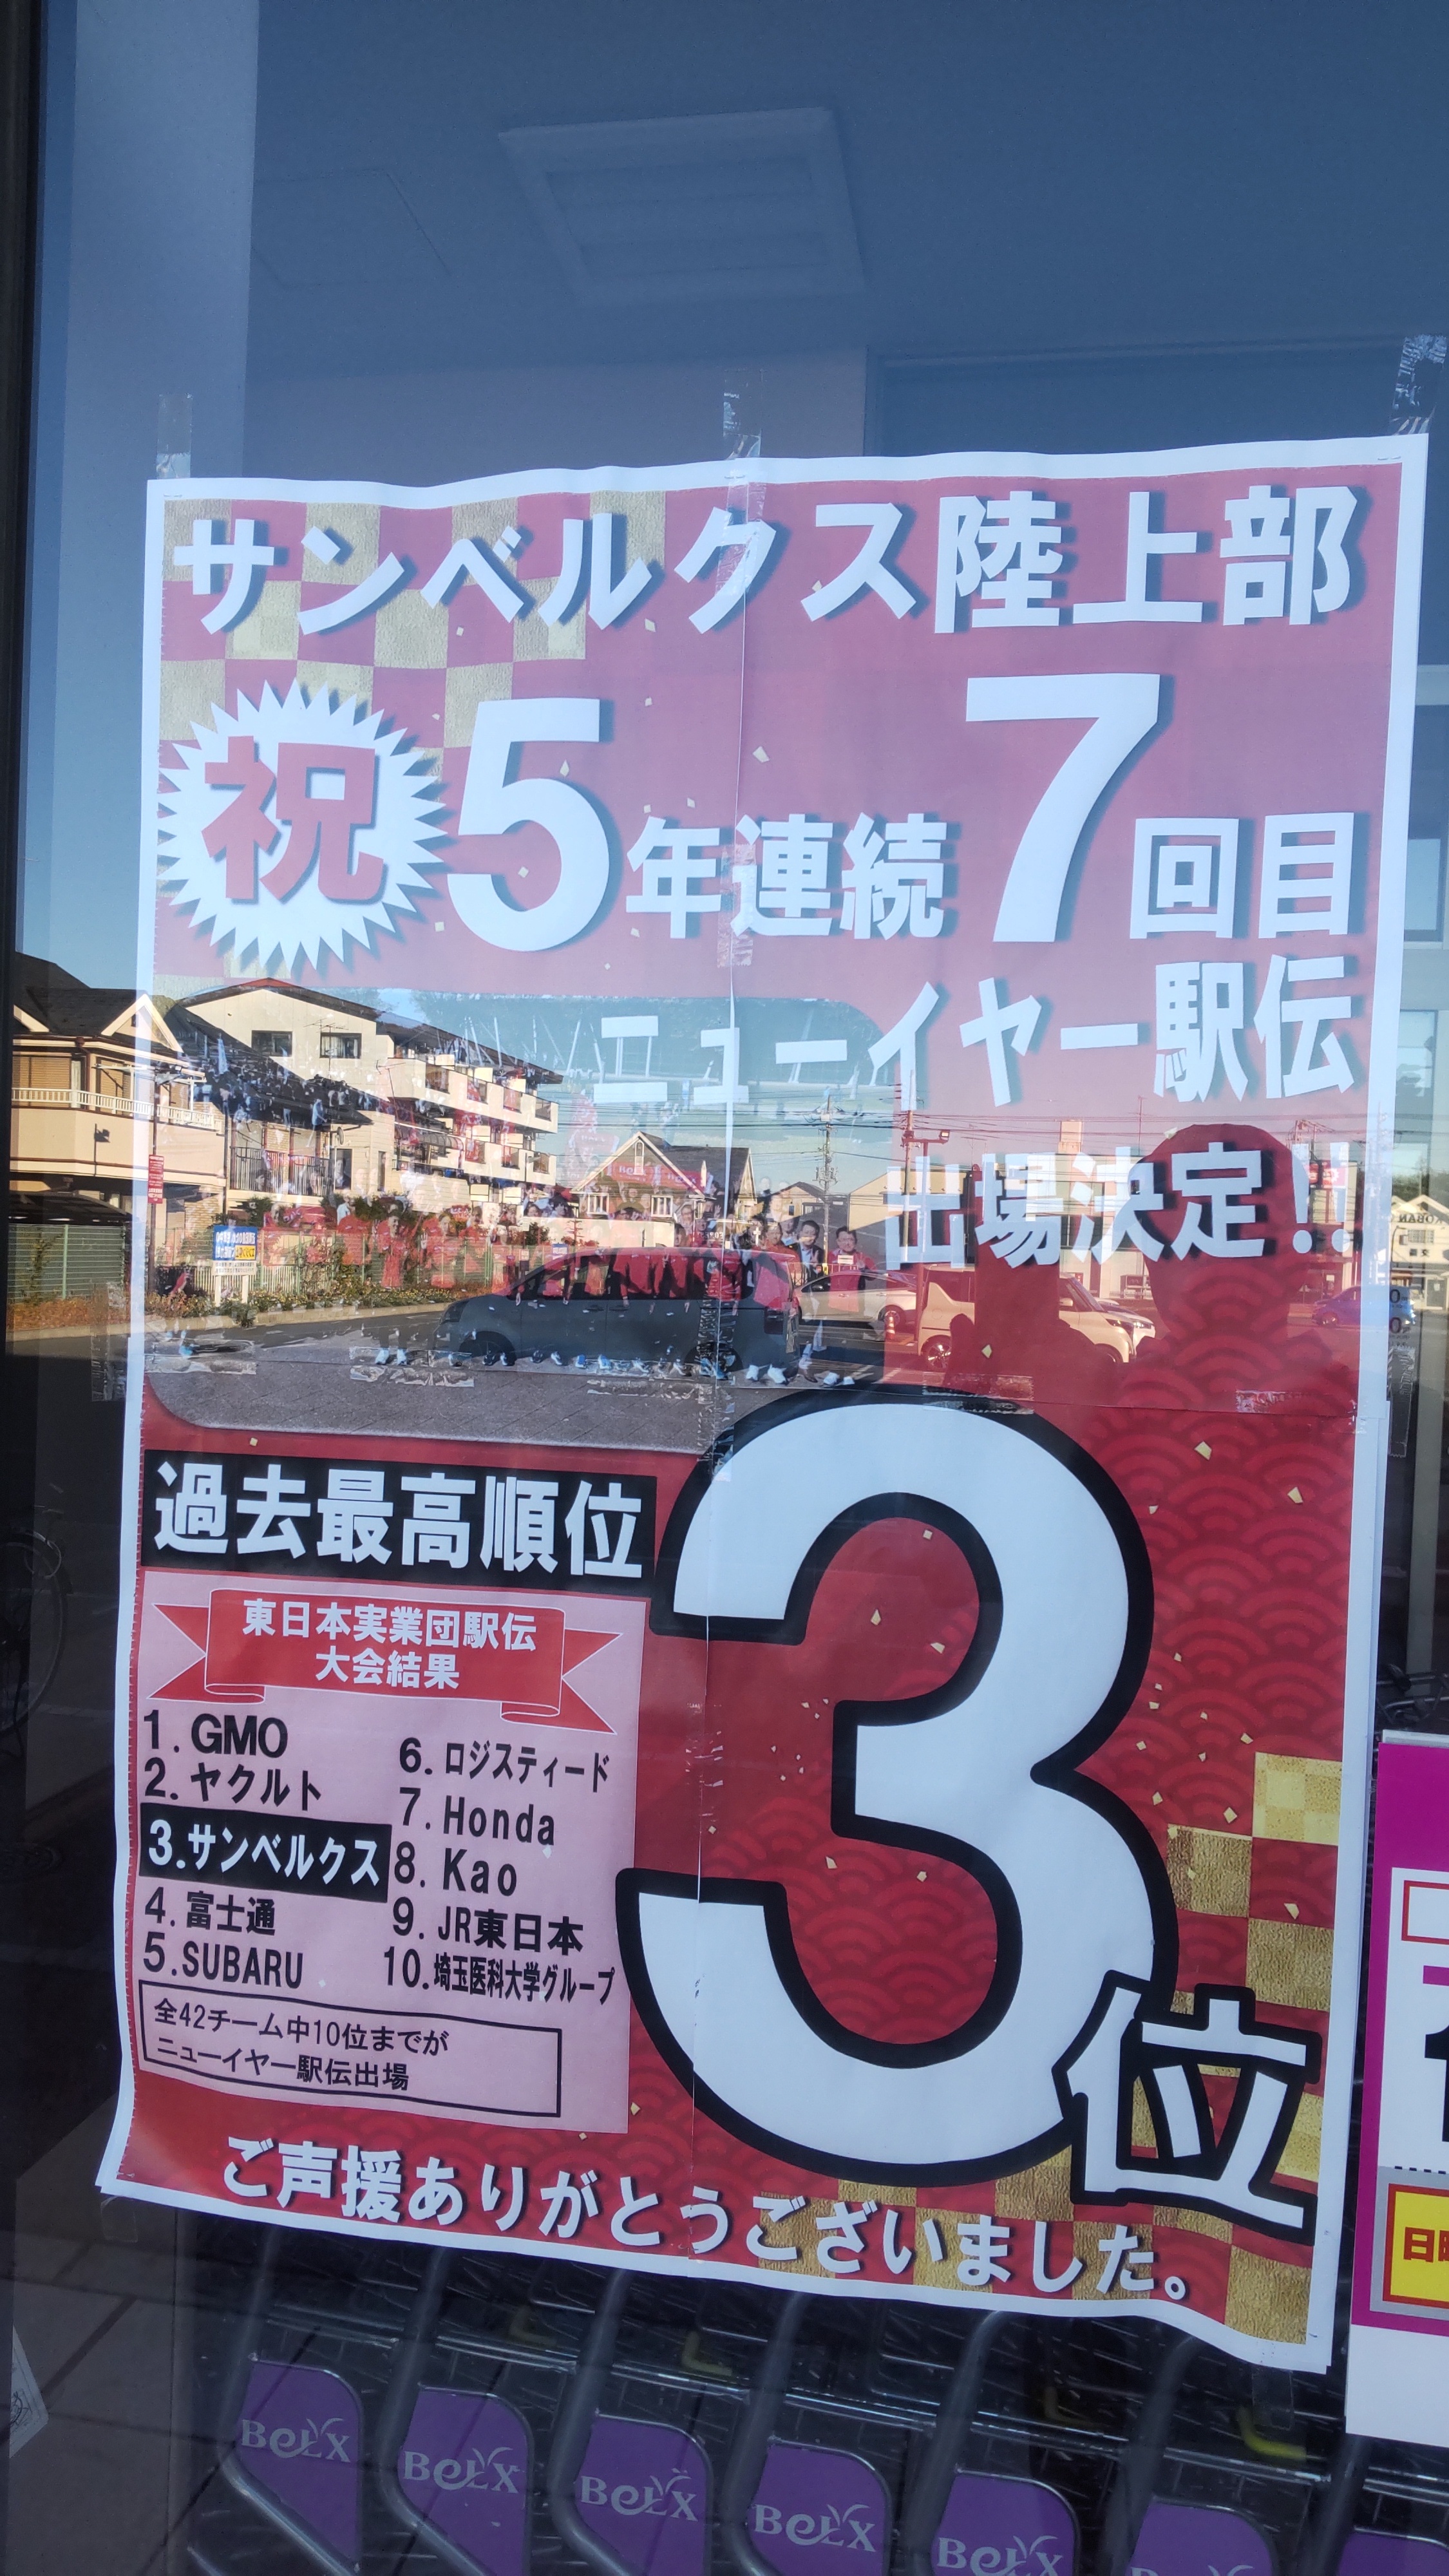 サンベルクス陸上部
祝 5年連続7回目
ニューイヤー駅伝
出場決定!!
過去最高順位
3位
東日本実業団駅伝
大会結果
1.GMO
2.ヤクルト
3.サンベルクス
4.富士通
5.SUBARU
6.ロジスティード
7.Honda
8.Kao
9.JR東日本
10.埼玉医科大学グループ
全42チーム中10位までが
ニューイヤー駅伝出場
ご声援ありがとうございました。
BeLX
BeLX
BeLX
BeLX
BeLX